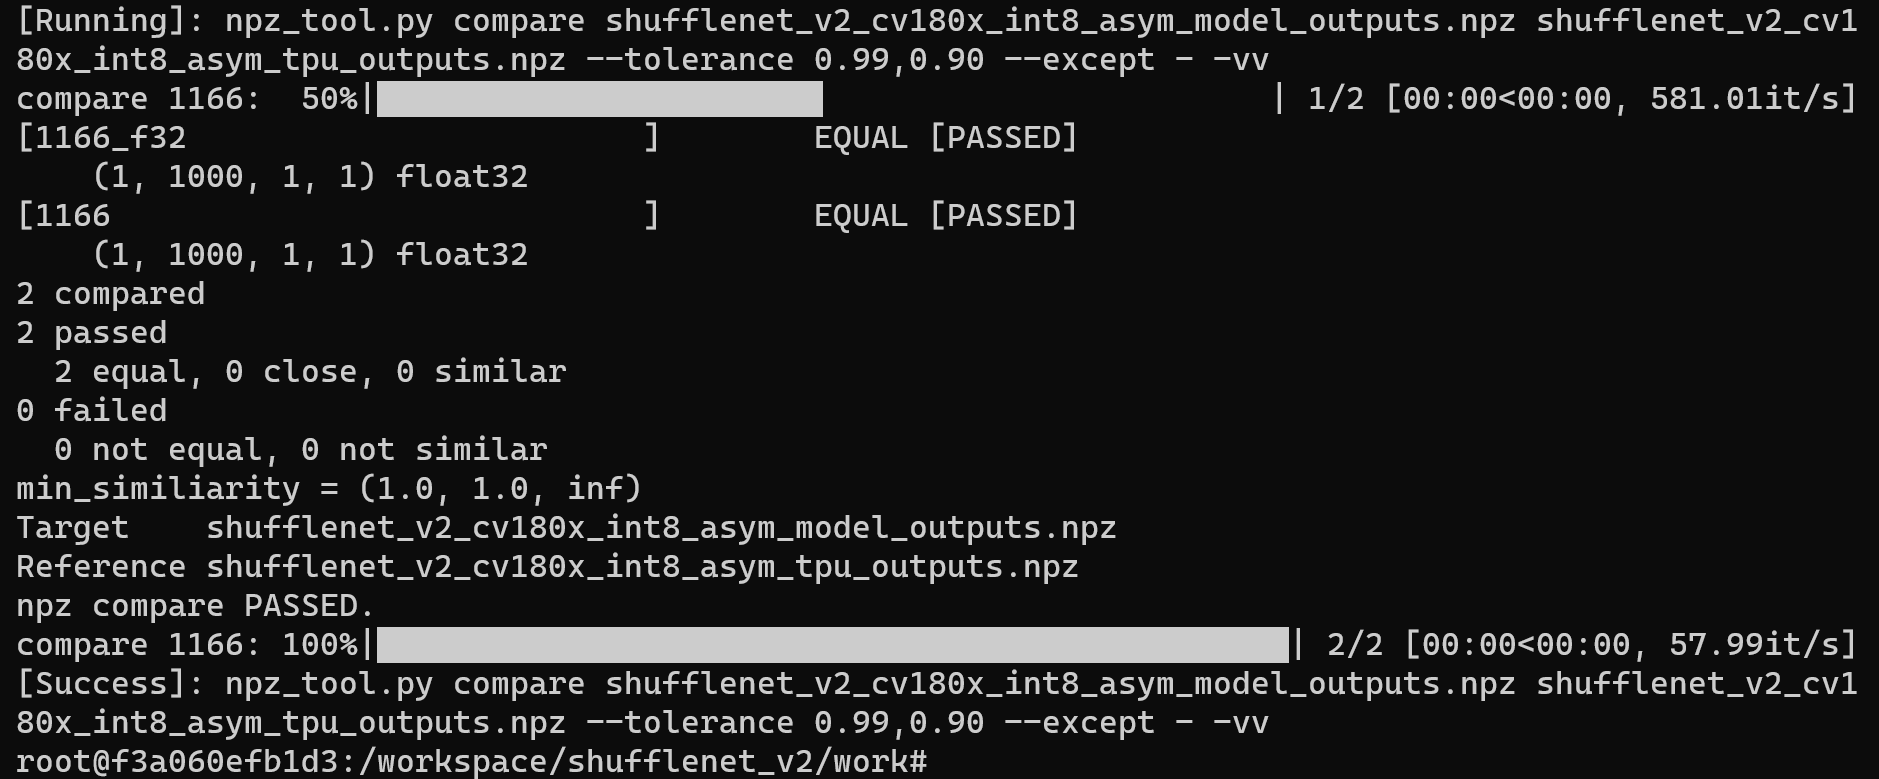 [Running]: npz_tool.py compare shufflenet_v2_cv180x_int8_asym_model_outputs.npz shufflenet_v2_cv1
80x_int8_asym_tpu_outputs.npz --tolerance 0.99,0.90 --except - -vv
compare 1166:  50%|                | 1/2 [00:00<00:00, 581.01it/s]
[1166_f32                        ]        EQUAL [PASSED]
    (1, 1000, 1, 1) float32
[1166                            ]        EQUAL [PASSED]
    (1, 1000, 1, 1) float32
2 compared
2 passed
  2 equal, 0 close, 0 similar
0 failed
  0 not equal, 0 not similar
min_similiarity = (1.0, 1.0, inf)
Target    shufflenet_v2_cv180x_int8_asym_model_outputs.npz
Reference shufflenet_v2_cv180x_int8_asym_tpu_outputs.npz
npz compare PASSED.
compare 1166: 100%|                | 2/2 [00:00<00:00, 57.99it/s]
[Success]: npz_tool.py compare shufflenet_v2_cv180x_int8_asym_model_outputs.npz shufflenet_v2_cv1
80x_int8_asym_tpu_outputs.npz --tolerance 0.99,0.90 --except - -vv
root@f3a060efb1d3:/workspace/shufflenet_v2/work#